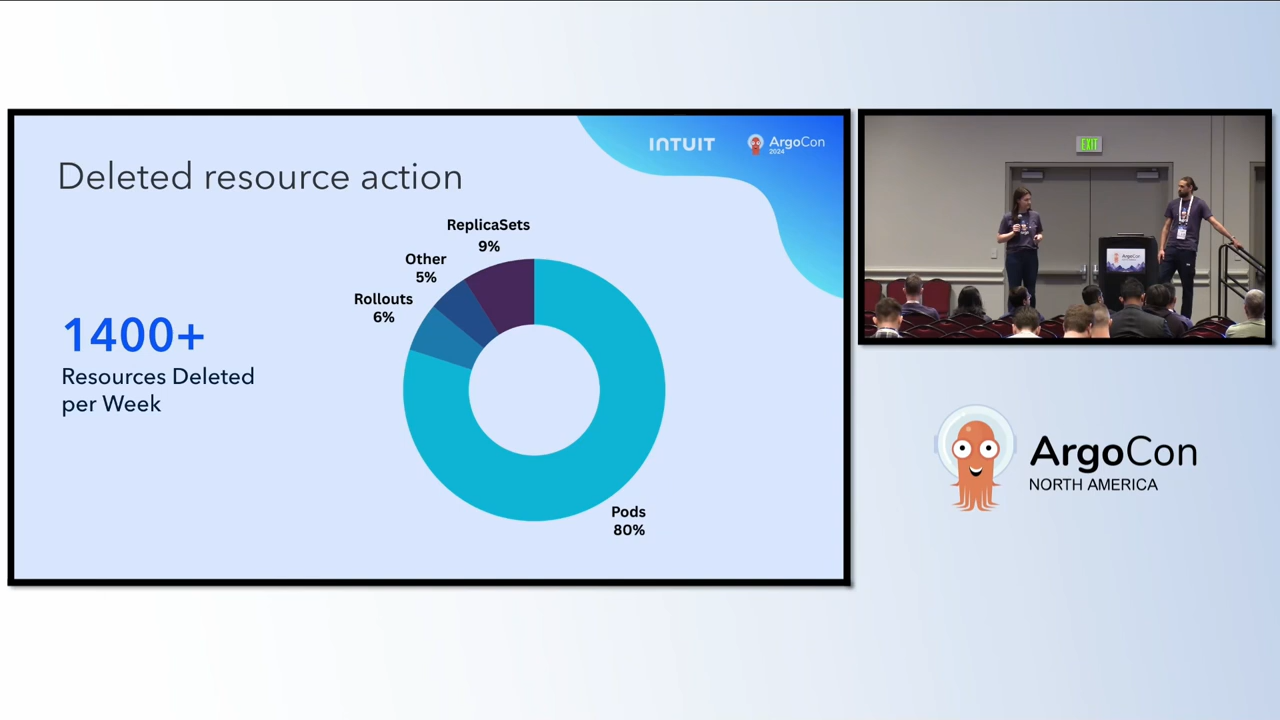 INTUIT
ArgoCon
2024
Deleted resource action
ReplicaSets
9%
Other
5%
Rollouts
6%
1400+
Resources Deleted
per Week
Pods
80%
EXIT
ArgoCon
ArgoCon
NORTH AMERICA